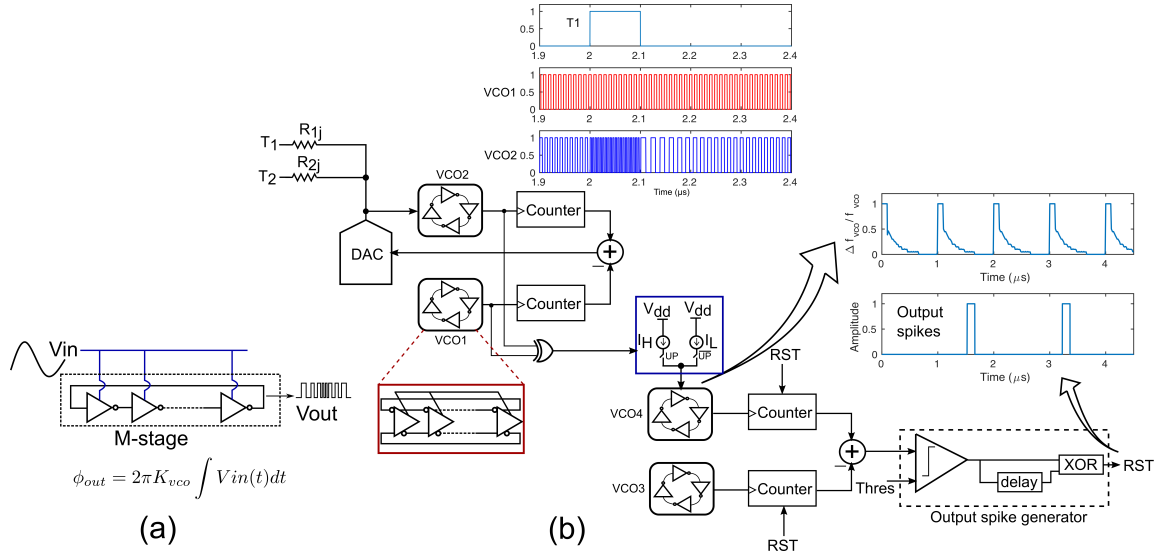 T1
1
0.5
0
1.9 2 2.1 2.2 2.3 2.4
VCO1
1
0.5
0
1.9 2 2.1 2.2 2.3 2.4
VCO2
1
0.5
0
1.9 2 2.1 2.2 2.3 2.4
Time (μs)
T1 R1j
T2 R2j
VCO2
Counter
DAC
+
−
Counter
VCO1
Δ fvco / fvco
1
0.5
0
0 1 2 3 4
Time (μs)
Output
spikes
Amplitude
1
0.5
0
0 1 2 3 4
Time (μs)
Vdd Vdd
IH IL
UP UP
RST
VCO4
Counter
+
−
VCO3
Counter
RST
Thres
delay
XOR
RST
Output spike generator
Vin
Vout
M-stage
ϕout = 2πKvco ∫ Vin(t)dt
(a)
(b)